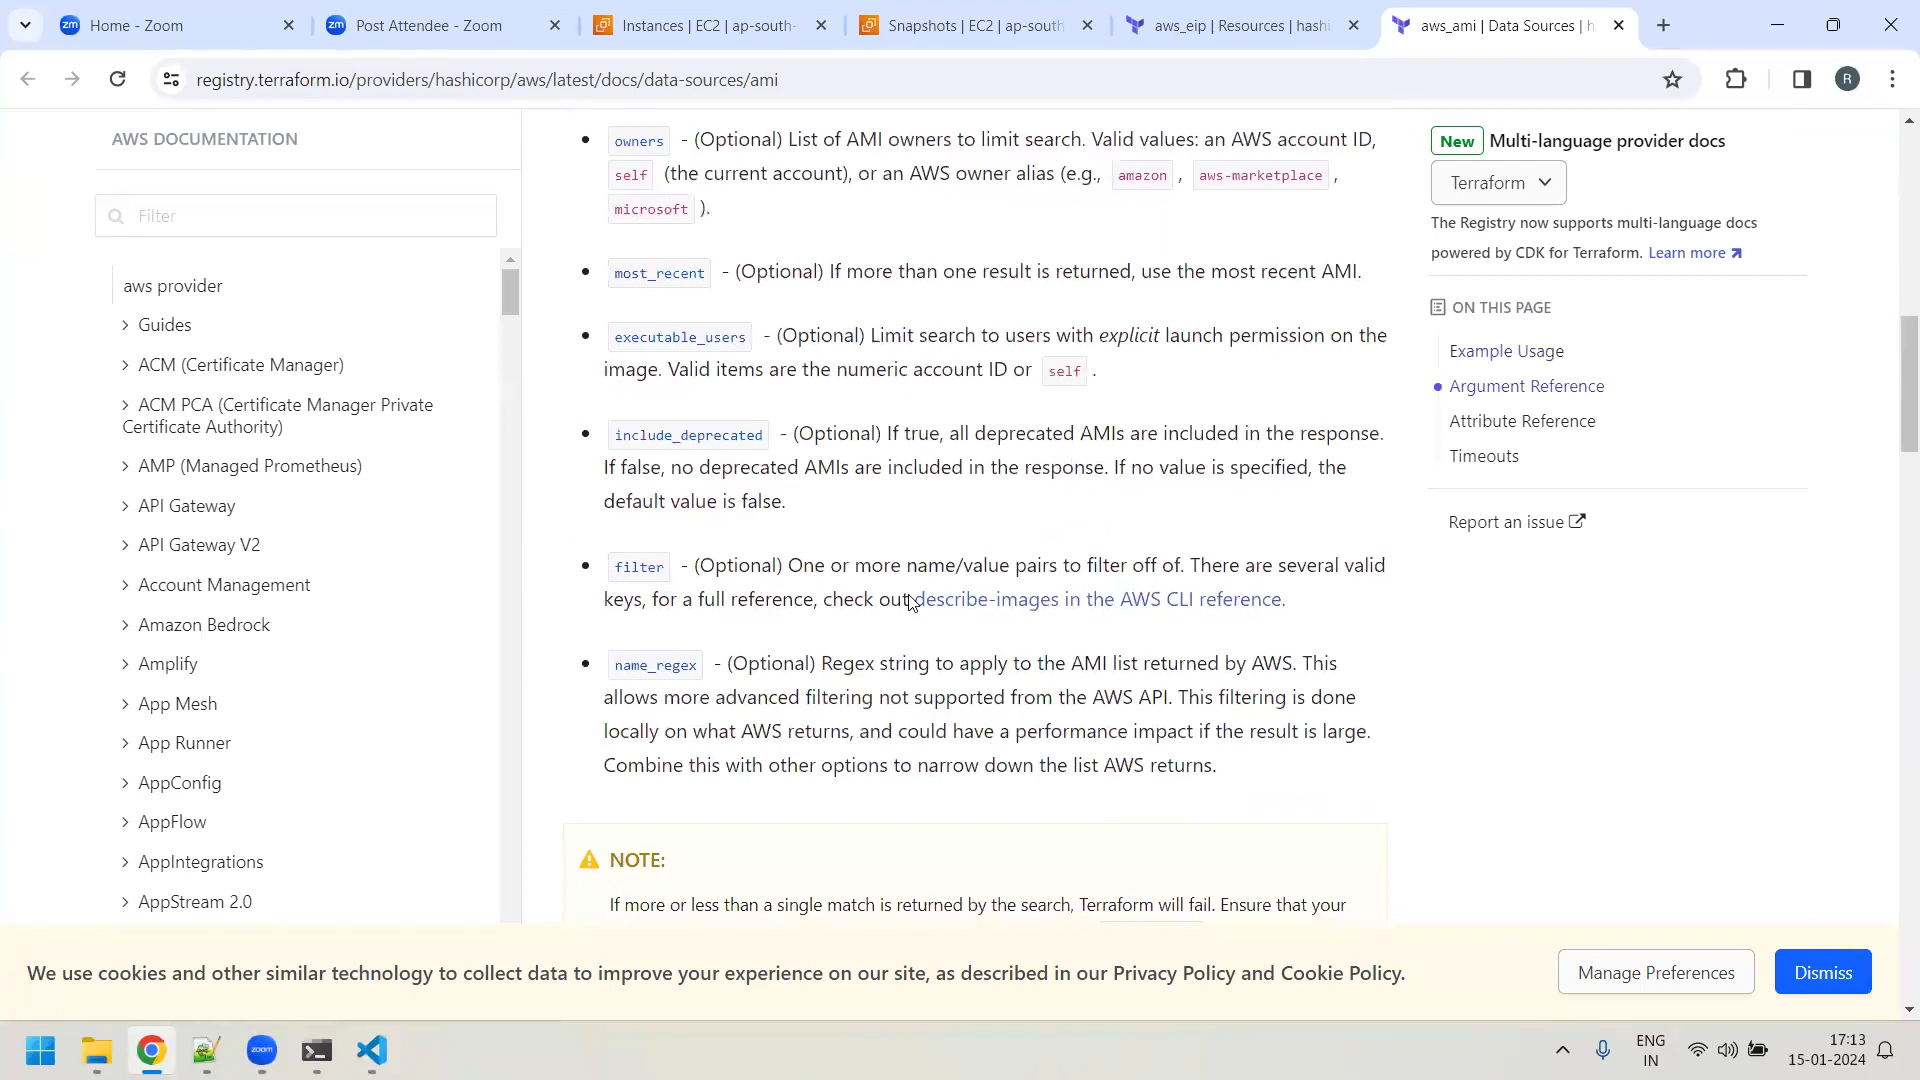 zm Home - Zoom
zm Post Attendee - Zoom
Instances | EC2 | ap-south-
Snapshots | EC2 | ap-south
aws_eip | Resources | hashi
aws_ami | Data Sources | h
registry.terraform.io/providers/hashicorp/aws/latest/docs/data-sources/ami
R
AWS DOCUMENTATION
Filter
aws provider
Guides
ACM (Certificate Manager)
ACM PCA (Certificate Manager Private
Certificate Authority)
AMP (Managed Prometheus)
API Gateway
API Gateway V2
Account Management
Amazon Bedrock
Amplify
App Mesh
App Runner
AppConfig
AppFlow
AppIntegrations
AppStream 2.0
owners - (Optional) List of AMI owners to limit search. Valid values: an AWS account ID,
self (the current account), or an AWS owner alias (e.g., amazon , aws-marketplace ,
microsoft ).
most_recent - (Optional) If more than one result is returned, use the most recent AMI.
executable_users - (Optional) Limit search to users with explicit launch permission on the
image. Valid items are the numeric account ID or self .
include_deprecated - (Optional) If true, all deprecated AMIs are included in the response.
If false, no deprecated AMIs are included in the response. If no value is specified, the
default value is false.
filter - (Optional) One or more name/value pairs to filter off of. There are several valid
keys, for a full reference, check out describe-images in the AWS CLI reference.
name_regex - (Optional) Regex string to apply to the AMI list returned by AWS. This
allows more advanced filtering not supported from the AWS API. This filtering is done
locally on what AWS returns, and could have a performance impact if the result is large.
Combine this with other options to narrow down the list AWS returns.
NOTE:
If more or less than a single match is returned by the search, Terraform will fail. Ensure that your
New Multi-language provider docs
Terraform
The Registry now supports multi-language docs
powered by CDK for Terraform. Learn more
ON THIS PAGE
Example Usage
Argument Reference
Attribute Reference
Timeouts
Report an issue
We use cookies and other similar technology to collect data to improve your experience on our site, as described in our Privacy Policy and Cookie Policy.
Manage Preferences
Dismiss
zoom
ENG
IN
17:13
15-01-2024